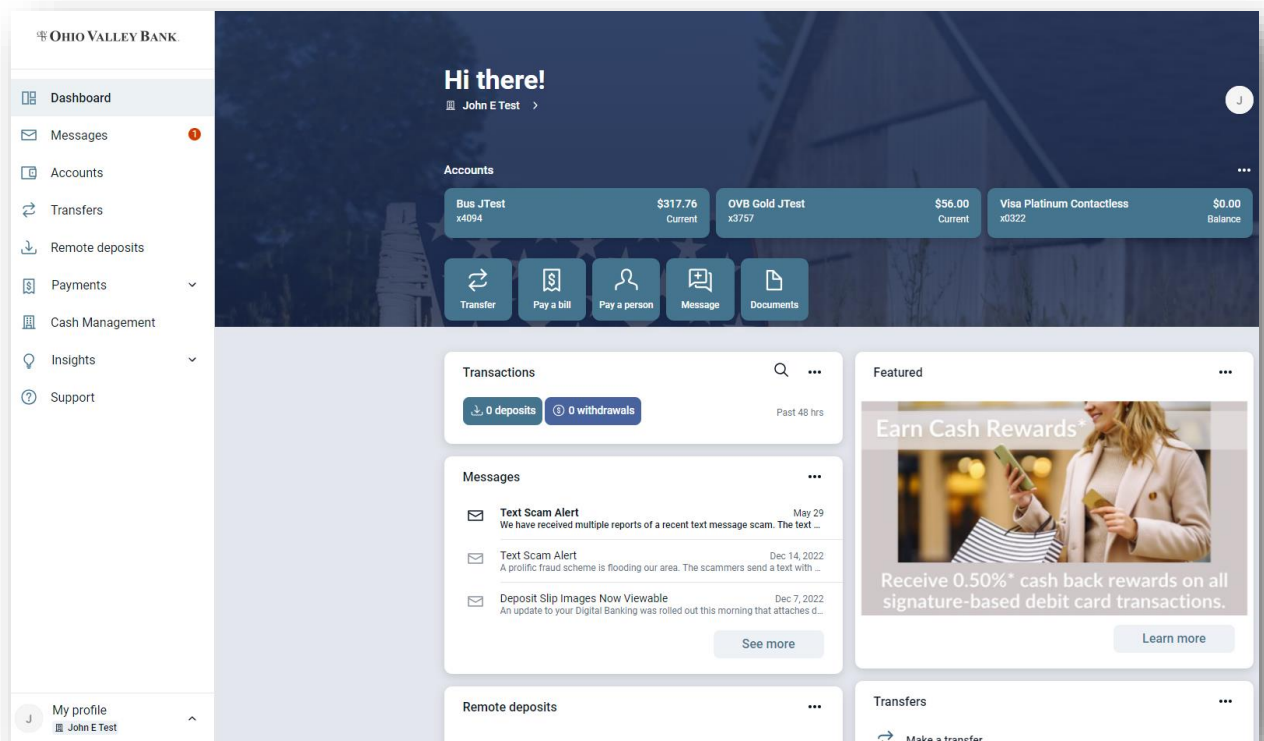 OHIO VALLEY BANK
Dashboard
Messages 1
Accounts
Transfers
Remote deposits
Payments
Cash Management
Insights
Support
J My profile
John E Test
Hi there!
John E Test
J
Accounts
Bus JTest $317.76
x4094 Current
OVB Gold JTest $56.00
x3757 Current
Visa Platinum Contactless $0.00
x0322 Balance
Transfer
Pay a bill
Pay a person
Message
Documents
Transactions
0 deposits 0 withdrawals Past 48 hrs
Messages
Text Scam Alert May 29
We have received multiple reports of a recent text message scam. The text ...
Text Scam Alert Dec 14, 2022
A prolific fraud scheme is flooding our area. The scammers send a text with ...
Deposit Slip Images Now Viewable Dec 7, 2022
An update to your Digital Banking was rolled out this morning that attaches d...
See more
Remote deposits
Featured
Earn Cash Rewards*
Receive 0.50%* cash back rewards on all
signature-based debit card transactions.
Learn more
Transfers
Make a transfer